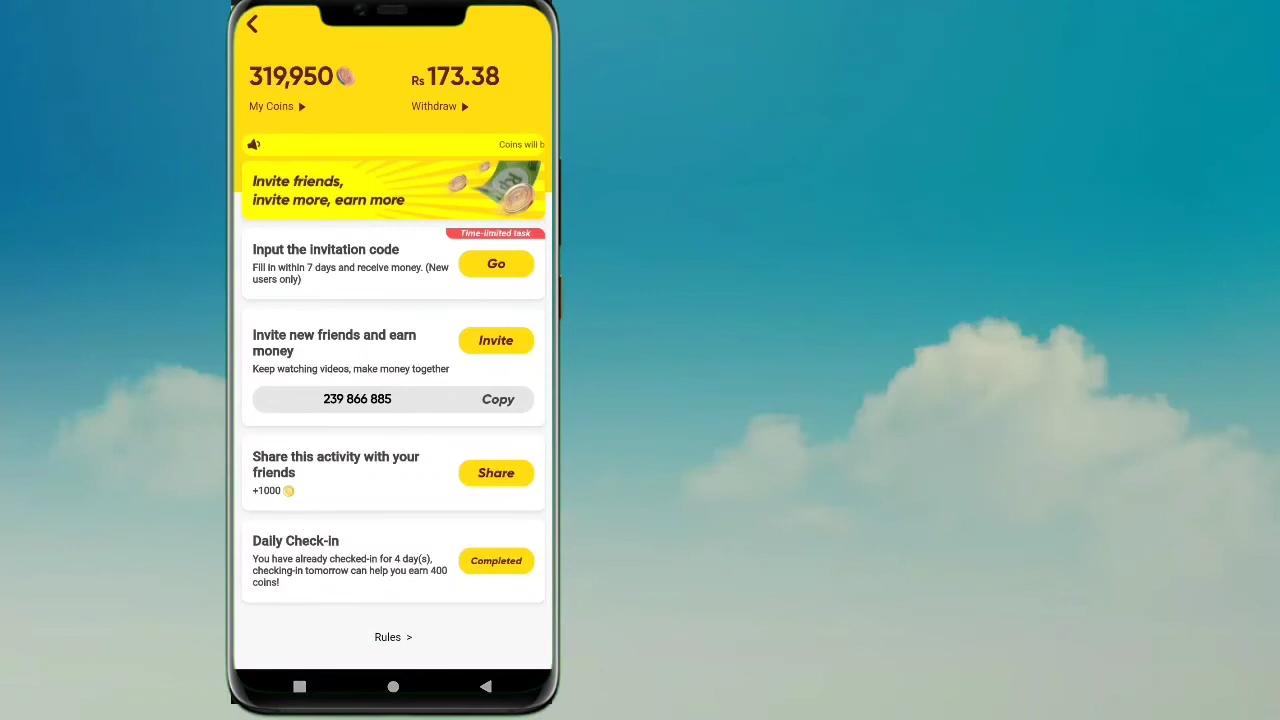 319,950
Rs 173.38
My Coins
Withdraw
Coins will b
Invite friends,
invite more, earn more
Time-limited task
Input the invitation code
Fill in within 7 days and receive money. (New
users only)
Go
Invite new friends and earn
money
Keep watching videos, make money together
Invite
239 866 885
Copy
Share this activity with your
friends
+1000
Share
Daily Check-in
You have already checked-in for 4 day(s),
checking-in tomorrow can help you earn 400
coins!
Completed
Rules >